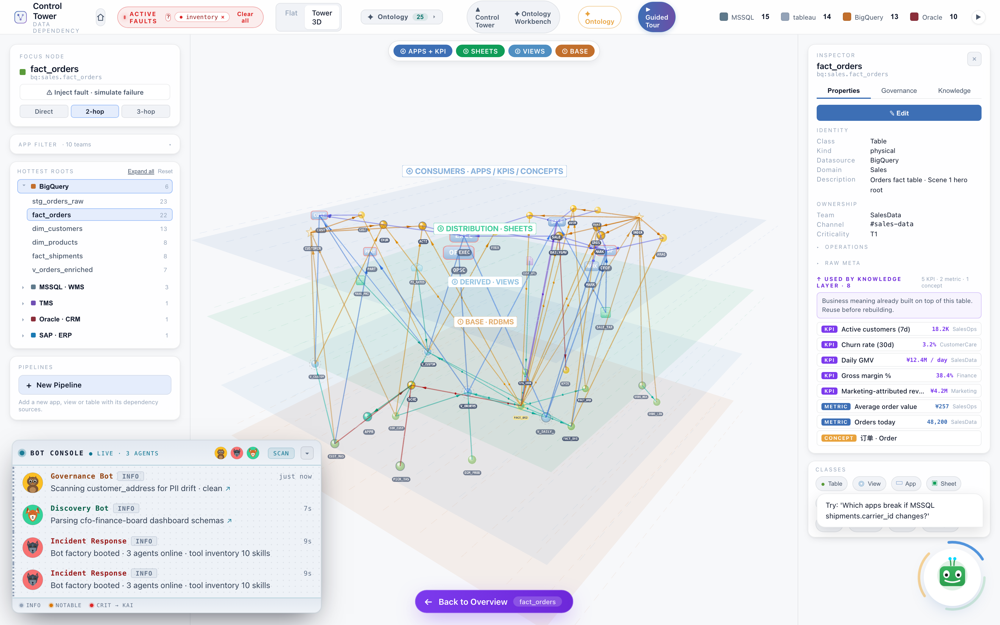 Control
Tower
DATA
DEPENDENCY
ACTIVE
FAULTS
?
inventory ×
Clear
all
Flat
Tower
3D
✦ Ontology 25
▲
Control
Tower
✦ Ontology
Workbench
✦
Ontology
▶
Guided
Tour
MSSQL 15
tableau 14
BigQuery 13
Oracle 10
FOCUS NODE
fact_orders
bq:sales.fact_orders
⚠ Inject fault · simulate failure
Direct
2-hop
3-hop
APP FILTER · 10 teams
HOTTEST ROOTS
Expand all
Reset
BigQuery 6
stg_orders_raw 23
fact_orders 22
dim_customers 13
dim_products 8
fact_shipments 8
v_orders_enriched 7
MSSQL · WMS 3
TMS 1
Oracle · CRM 1
SAP · ERP 1
PIPELINES
+ New Pipeline
Add a new app, view or table with its dependency
sources.
BOT CONSOLE
LIVE · 3 AGENTS
SCAN
Governance Bot INFO just now
Scanning customer_address for PII drift · clean ↗
Discovery Bot INFO 7s
Parsing cfo-finance-board dashboard schemas ↗
Incident Response INFO 9s
Bot factory booted · 3 agents online · tool inventory 10 skills
Incident Response INFO 9s
Bot factory booted · 3 agents online · tool inventory 10 skills
INFO
NOTABLE
CRIT → KAI
④ APPS + KPI
③ SHEETS
② VIEWS
① BASE
④ CONSUMERS · APPS / KPIS / CONCEPTS
③ DISTRIBUTION · SHEETS
② DERIVED · VIEWS
① BASE · RDBMS
CUST
CUST
CHUR
ACTI
CUSTOMER
PART
EXEC
OPSC
FXEX
FX_RATES
MANU_PRI
CUST_UPL
SALE
AVER
AVAI
GROS
MARK
DAILYGMV
CFOF
MARK
ORDER
ARAG
SALE_TAR
V_CUSTOM
V_CUSTOM
SCHE
V_ORDERS
STG_ORDE
KPIS
FACT_ORD
FACT_ORD
ORDE_HEA
ORDE_LIN
V_DAILY_
FACT_SHI
APPR
DIM_CUST
CUST_MAS
PICK_TAS
DIM_PROD
← Back to Overview fact_orders
INSPECTOR
fact_orders
bq:sales.fact_orders
×
Properties
Governance
Knowledge
✎ Edit
IDENTITY
Class Table
Kind physical
Datasource BigQuery
Domain Sales
Description Orders fact table · Scene 1 hero
root
OWNERSHIP
Team SalesData
Channel #sales-data
Criticality T1
OPERATIONS
RAW META
↑ USED BY KNOWLEDGE
LAYER · 8
5 KPI · 2 metric · 1
concept
Business meaning already built on top of this table.
Reuse before rebuilding.
KPI Active customers (7d) 18.2K SalesOps
KPI Churn rate (30d) 3.2% CustomerCare
KPI Daily GMV ¥12.4M / day SalesData
KPI Gross margin % 38.4% Finance
KPI Marketing-attributed rev... ¥4.2M Marketing
METRIC Average order value ¥257 SalesOps
METRIC Orders today 48,200 SalesData
CONCEPT 订单 · Order
CLASSES
Table
View
App
Sheet
Try: 'Which apps break if MSSQL
shipments.carrier_id changes?'